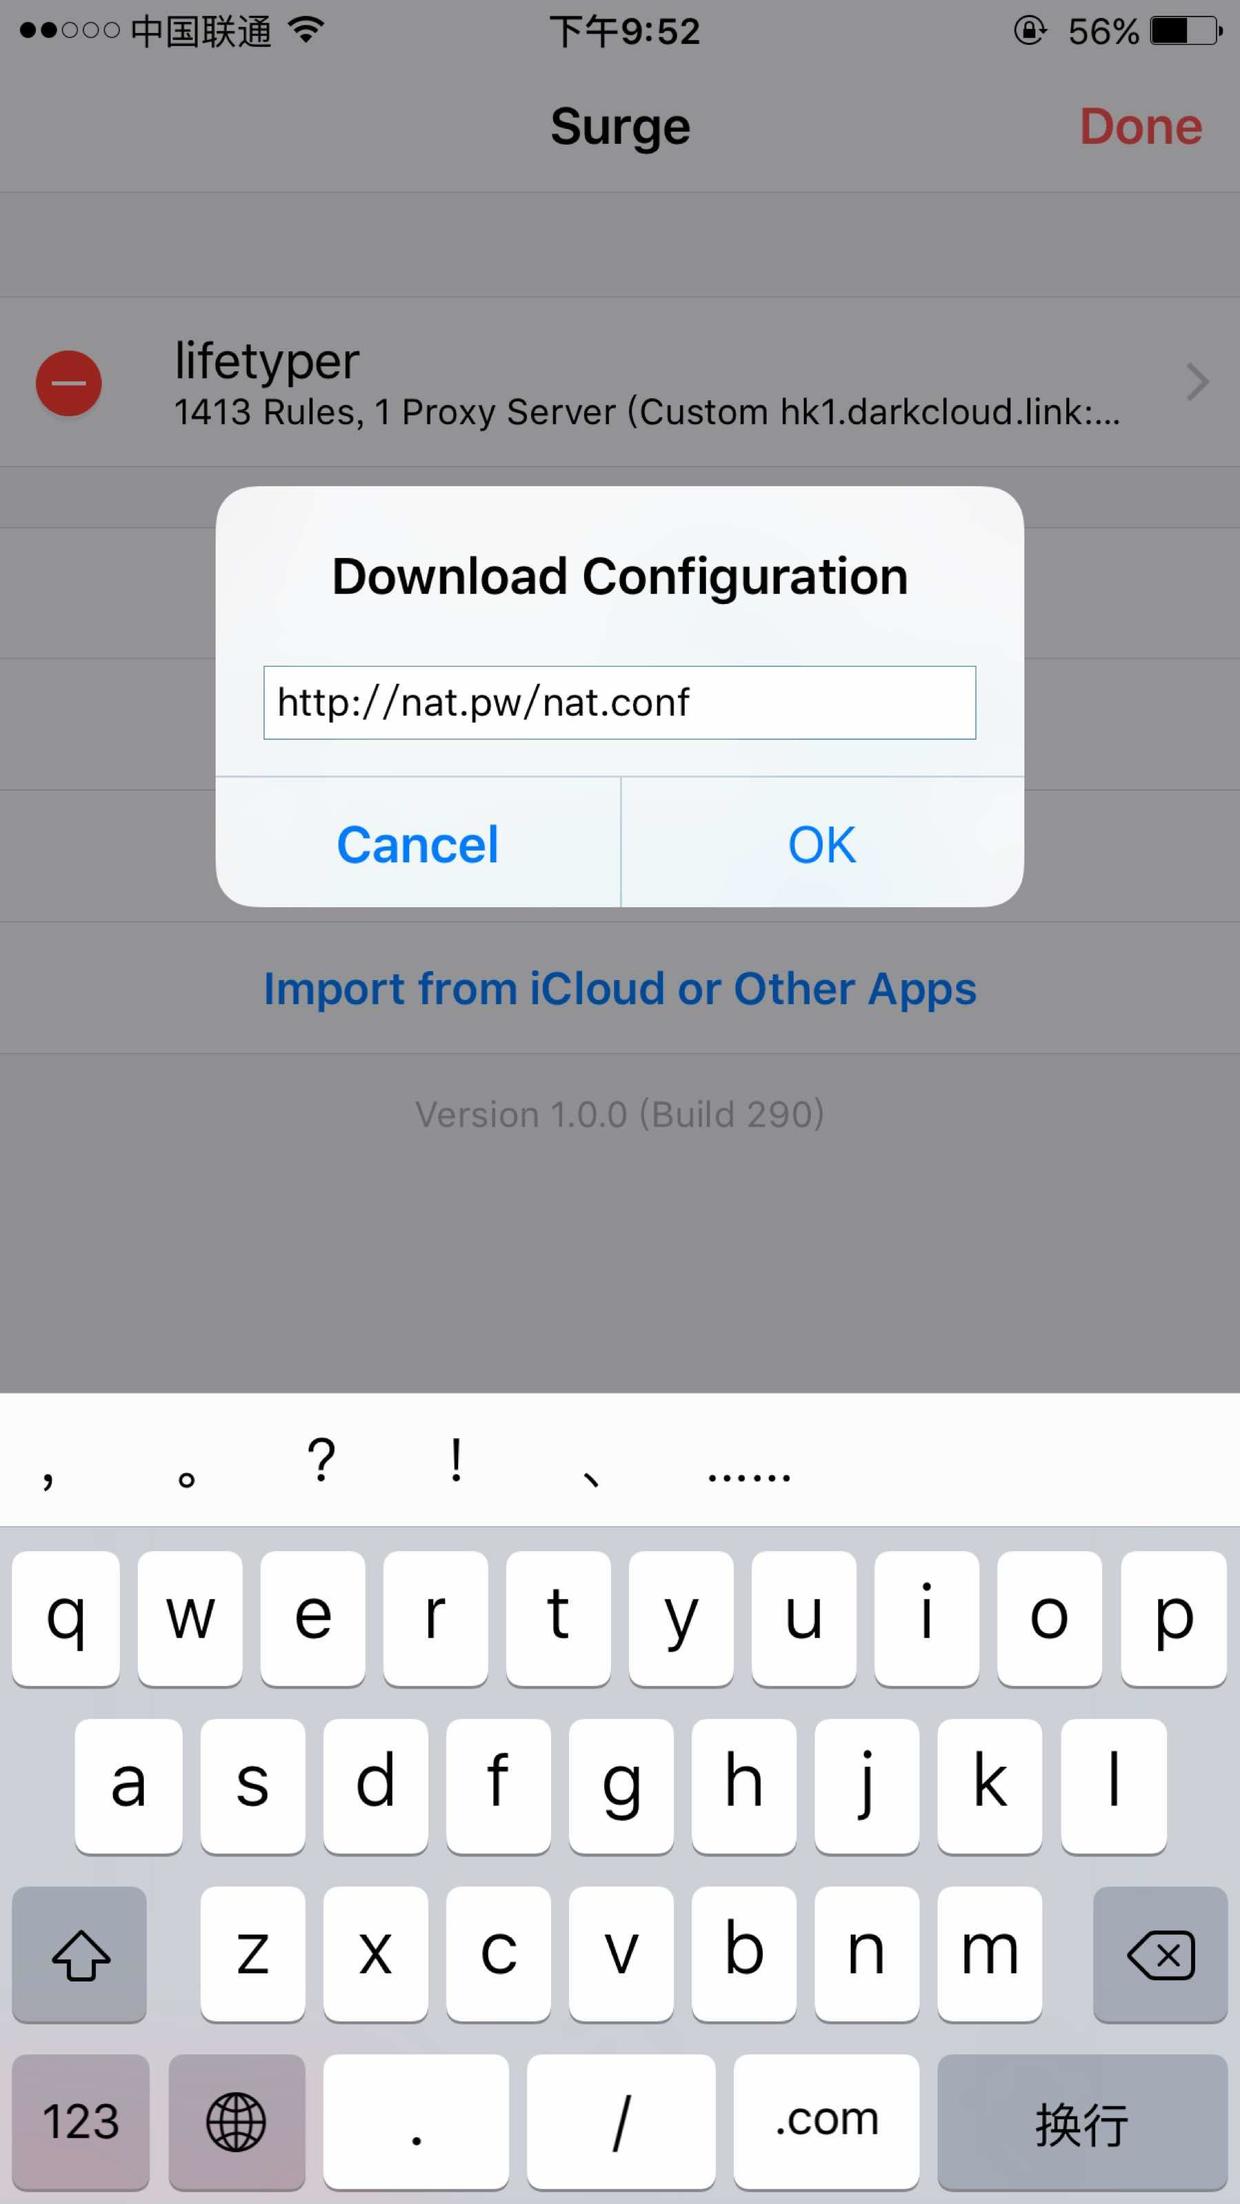 中国联通
下午9:52
56%
Surge
Done
lifetyper
1413 Rules, 1 Proxy Server (Custom hk1.darkcloud.link:...
Download Configuration
http://nat.pw/nat.conf
Cancel
OK
Import from iCloud or Other Apps
Version 1.0.0 (Build 290)
， 。 ？ ！ 、 ……
q w e r t y u i o p
a s d f g h j k l
z x c v b n m
123 . / .com 换行